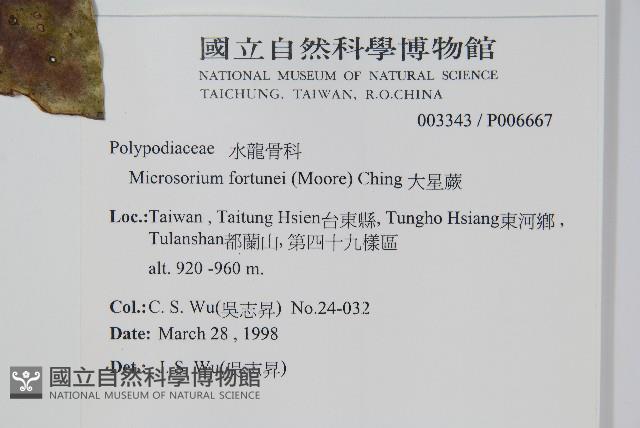 國立自然科學博物館
NATIONAL MUSEUM OF NATURAL SCIENCE
TAICHUNG, TAIWAN, R.O.CHINA
003343 / P006667
Polypodiaceae 水龍骨科
Microsorium fortunei (Moore) Ching 大星蕨
Loc.:Taiwan , Taitung Hsien台東縣, Tungho Hsiang東河鄉 ,
Tulanshan都蘭山, 第四十九樣區
alt. 920 -960 m.
Col.:C. S. Wu(吳志昇) No.24-032
Date: March 28 , 1998
Det.: J. S. Wu(吳志昇)
國立自然科學博物館
NATIONAL MUSEUM OF NATURAL SCIENCE